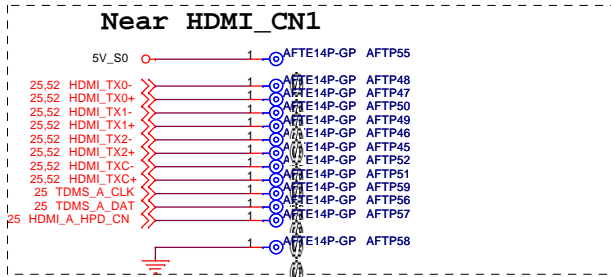 Near HDMI_CN1
5V_S0 1 AFTE14P-GP AFTP55
25,52 HDMI_TX0- 1 AFTE14P-GP AFTP48
25,52 HDMI_TX0+ 1 AFTE14P-GP AFTP47
25,52 HDMI_TX1- 1 AFTE14P-GP AFTP50
25,52 HDMI_TX1+ 1 AFTE14P-GP AFTP49
25,52 HDMI_TX2- 1 AFTE14P-GP AFTP46
25,52 HDMI_TX2+ 1 AFTE14P-GP AFTP45
25,52 HDMI_TXC- 1 AFTE14P-GP AFTP52
25,52 HDMI_TXC+ 1 AFTE14P-GP AFTP51
25 TDMS_A_CLK 1 AFTE14P-GP AFTP59
25 TDMS_A_DAT 1 AFTE14P-GP AFTP56
25 HDMI_A_HPD_CN 1 AFTE14P-GP AFTP57
1 AFTE14P-GP AFTP58